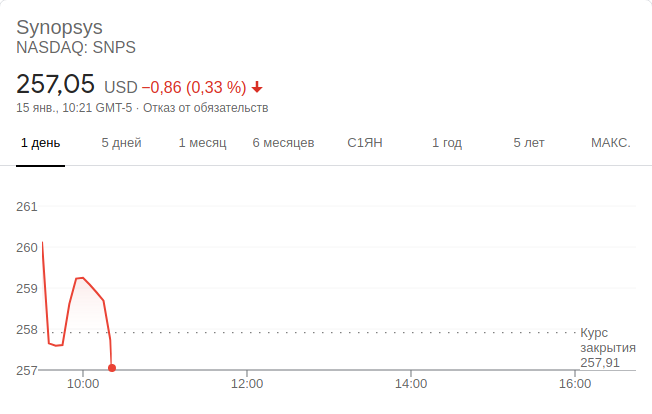 Synopsys
NASDAQ: SNPS
257,05 USD −0,86 (0,33 %)
15 янв., 10:21 GMT-5 · Отказ от обязательств
1 день 5 дней 1 месяц 6 месяцев С1ЯН 1 год 5 лет МАКС.
261
260
259
258
257
Курс
закрытия
257,91
10:00 12:00 14:00 16:00